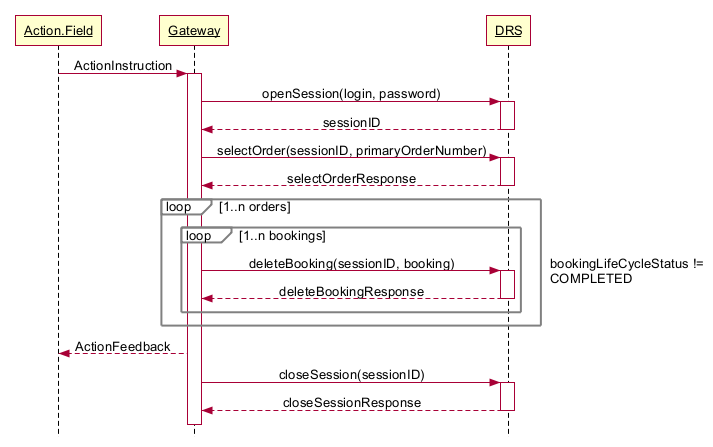 Action.Field
Gateway
DRS
ActionInstruction
openSession(login, password)
sessionID
selectOrder(sessionID, primaryOrderNumber)
selectOrderResponse
loop [1..n orders]
loop [1..n bookings]
deleteBooking(sessionID, booking)
bookingLifeCycleStatus !=
COMPLETED
deleteBookingResponse
ActionFeedback
closeSession(sessionID)
closeSessionResponse